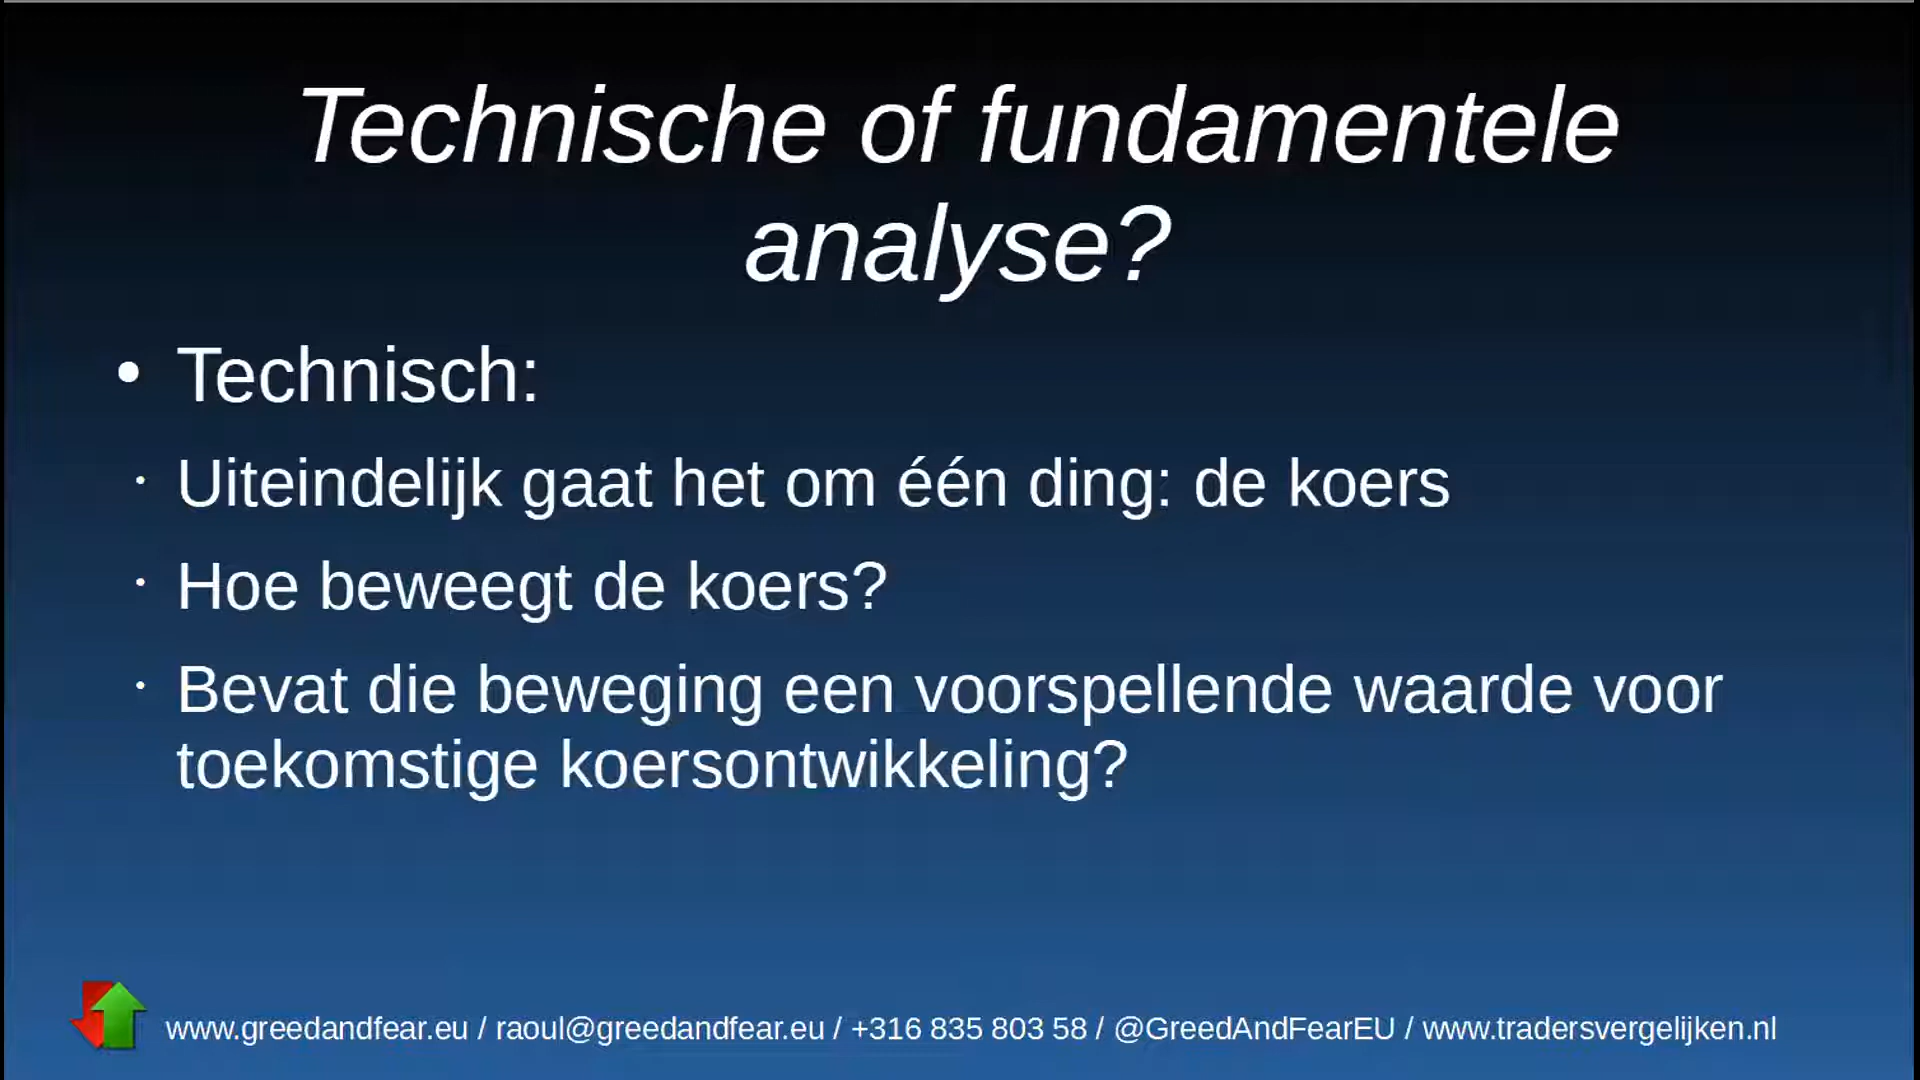 Technische of fundamentele
analyse?
• Technisch:
· Uiteindelijk gaat het om één ding: de koers
· Hoe beweegt de koers?
· Bevat die beweging een voorspellende waarde voor
toekomstige koersontwikkeling?
www.greedandfear.eu / raoul@greedandfear.eu / +316 835 803 58 / @GreedAndFearEU / www.tradersvergelijken.nl